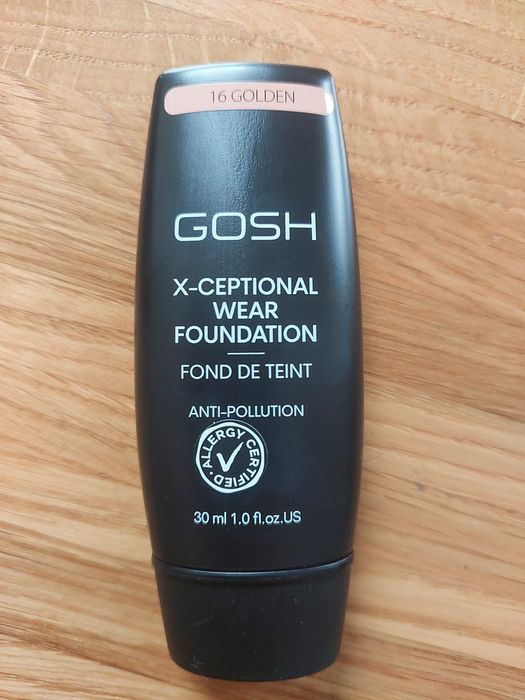 16 GOLDEN
GOSH
X-CEPTIONAL
WEAR
FOUNDATION
FOND DE TEINT
ANTI-POLLUTION
ALLERGY CERTIFIED
30 ml 1.0 fl.oz.US